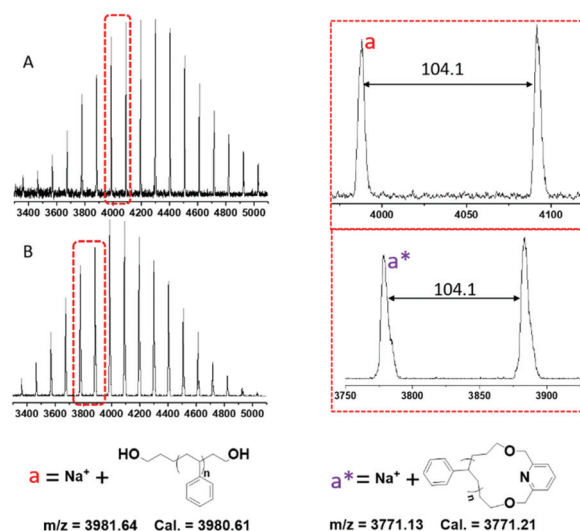 A
3400 3600 3800 4000 4200 4400 4600 4800 5000
a
104.1
4000 4050 4100
B
3400 3600 3800 4000 4200 4400 4600 4800 5000
a*
104.1
3750 3800 3850 3900
a = Na+ + HO ( )n OH
m/z = 3981.64 Cal. = 3980.61
a* = Na+ + ( )n O N O
m/z = 3771.13 Cal. = 3771.21